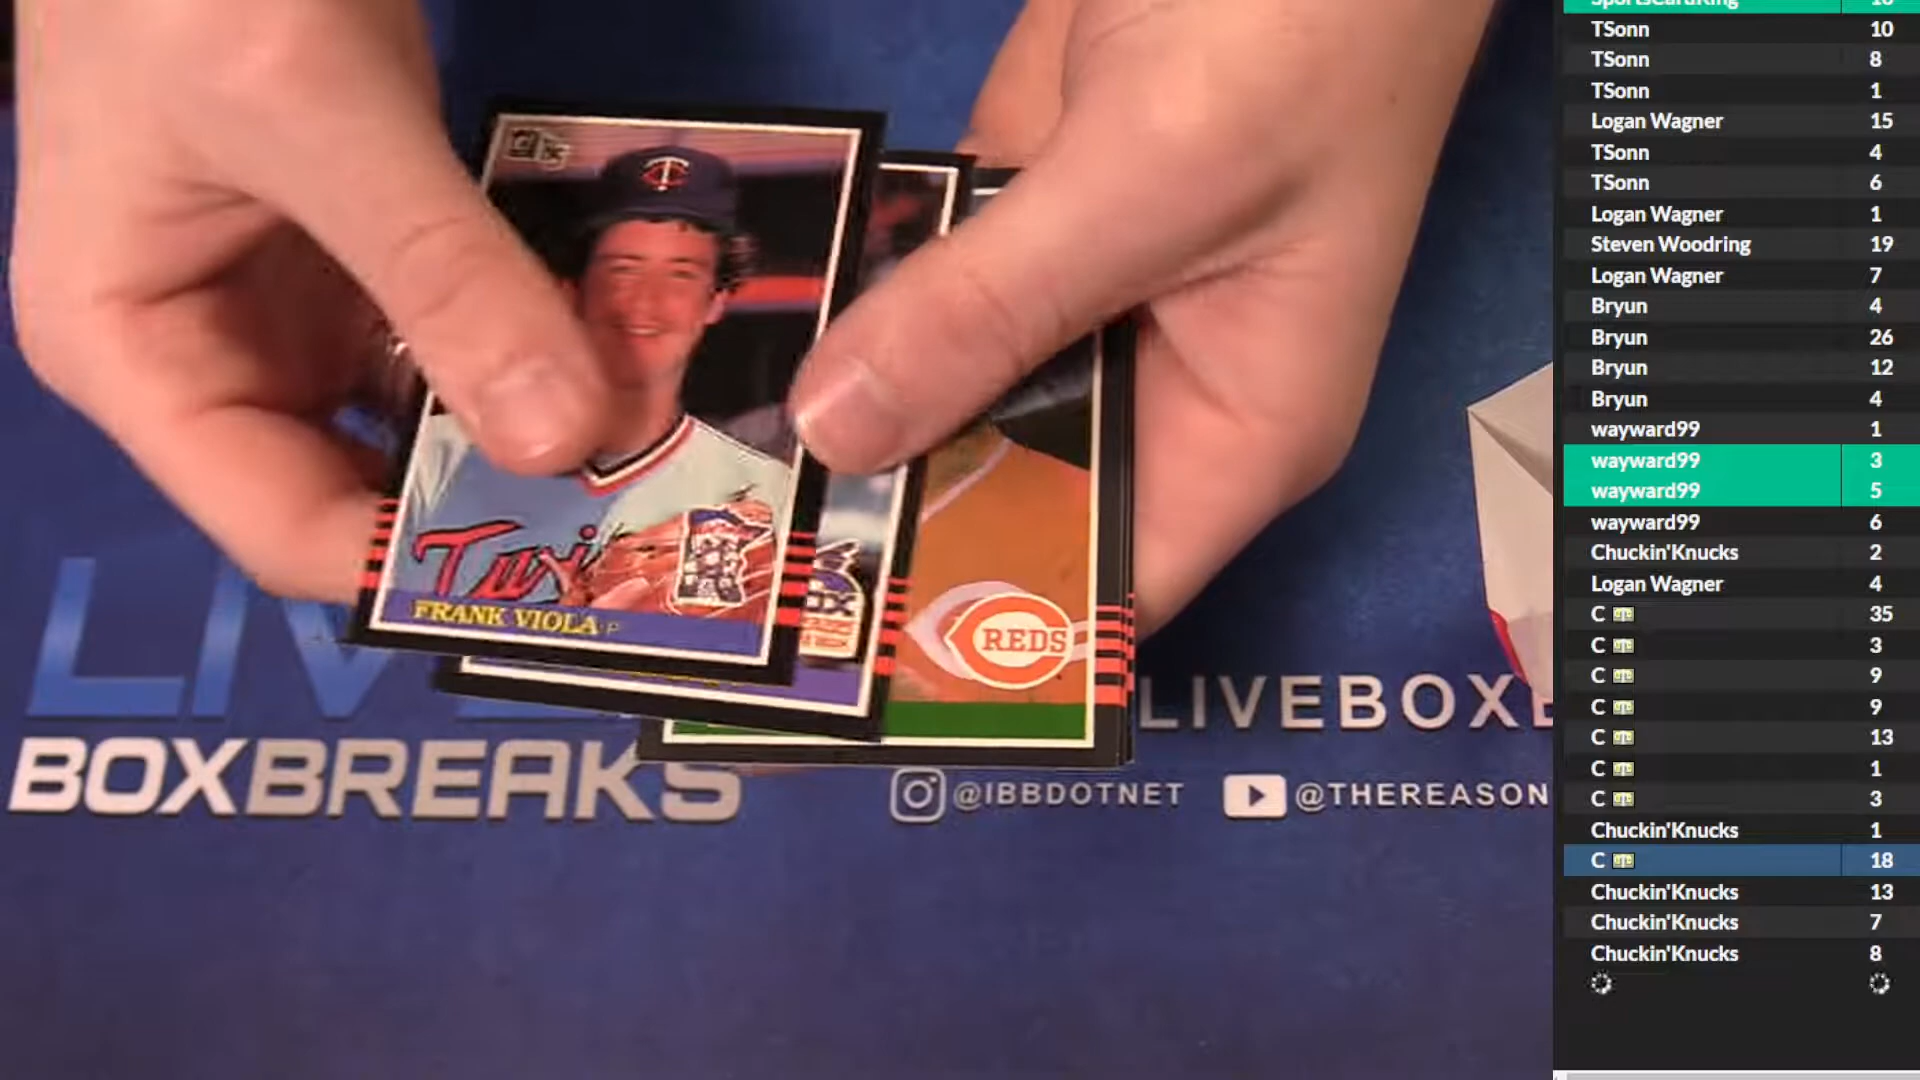 FRANK VIOLA P
REDS
LIVE
BOXBREAKS
LIVEBOX
@IBBDOTNET
@THEREASON
TSonn 10
TSonn 8
TSonn 1
Logan Wagner 15
TSonn 4
TSonn 6
Logan Wagner 1
Steven Woodring 19
Logan Wagner 7
Bryun 4
Bryun 26
Bryun 12
Bryun 4
wayward99 1
wayward99 3
wayward99 5
wayward99 6
Chuckin'Knucks 2
Logan Wagner 4
C 35
C 3
C 9
C 9
C 13
C 1
C 3
Chuckin'Knucks 1
C 18
Chuckin'Knucks 13
Chuckin'Knucks 7
Chuckin'Knucks 8